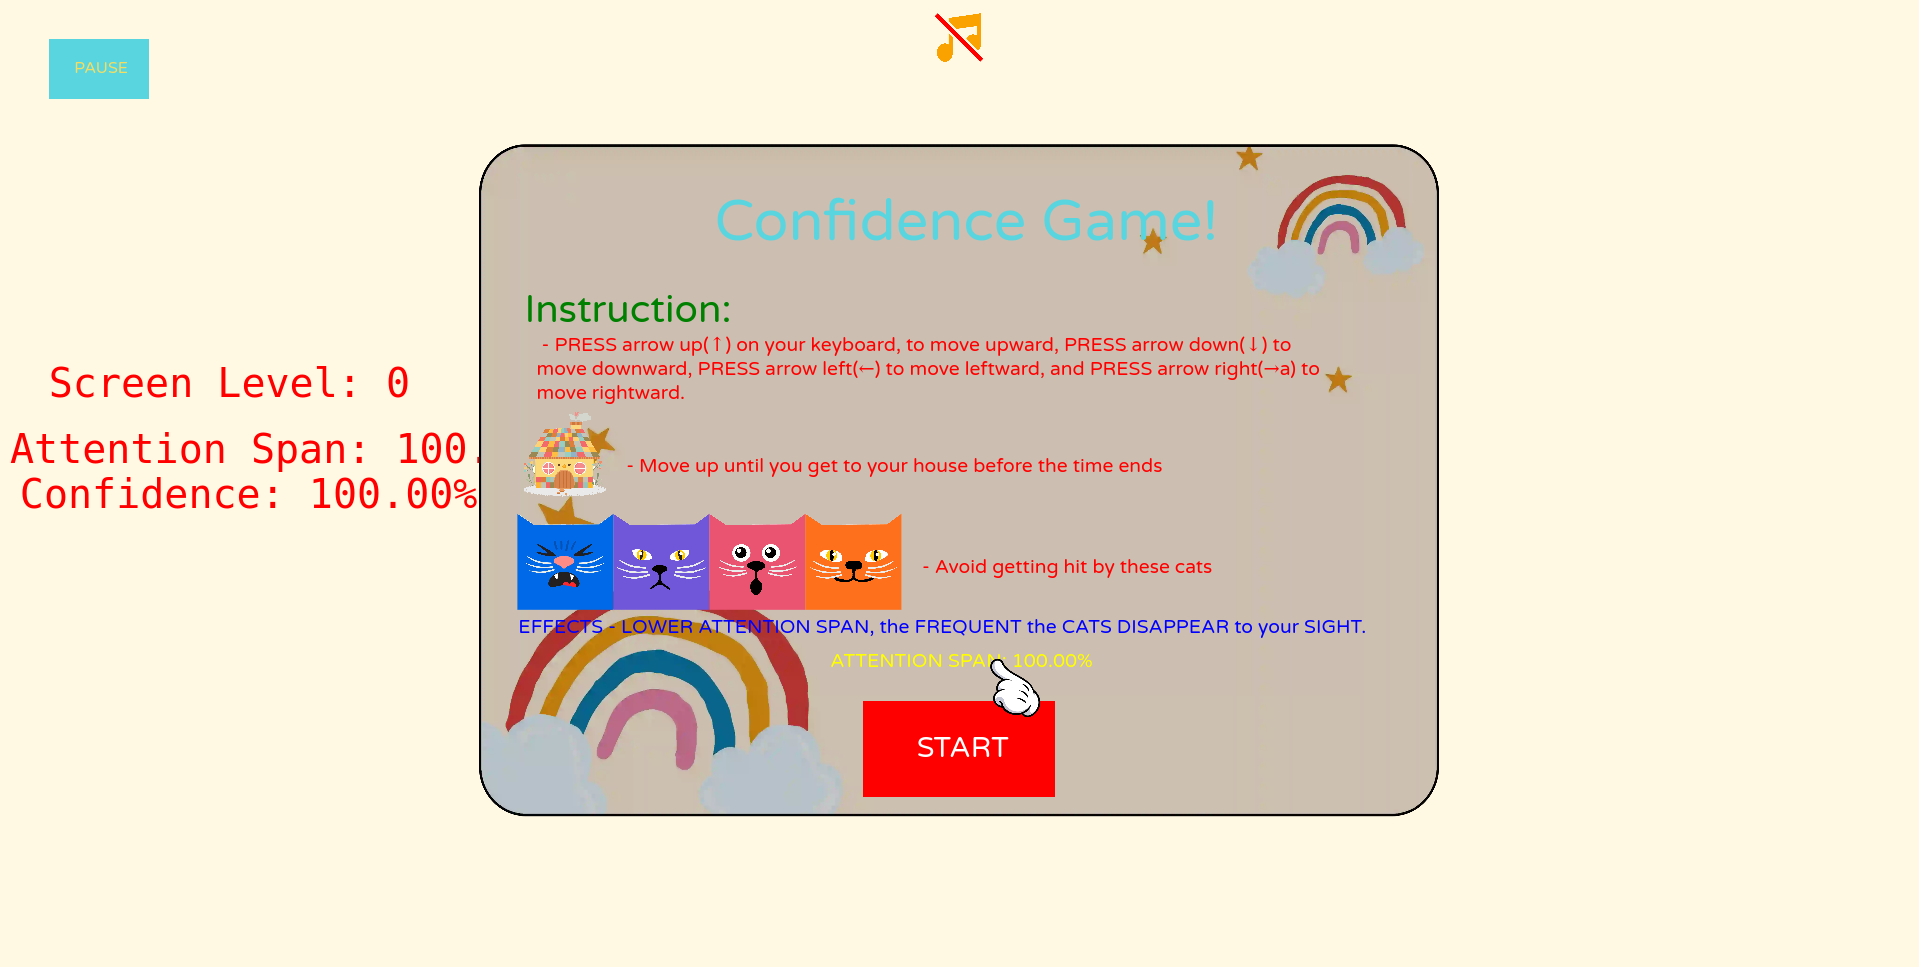 PAUSE
Confidence Game!
Instruction:
- PRESS arrow up(↑) on your keyboard, to move upward, PRESS arrow down(↓) to
move downward, PRESS arrow left(←) to move leftward, and PRESS arrow right(→a) to
move rightward.
Screen Level: 0
Attention Span: 100.
Confidence: 100.00%
- Move up until you get to your house before the time ends
- Avoid getting hit by these cats
EFFECTS - LOWER ATTENTION SPAN, the FREQUENT the CATS DISAPPEAR to your SIGHT.
ATTENTION SPAN: 100.00%
START